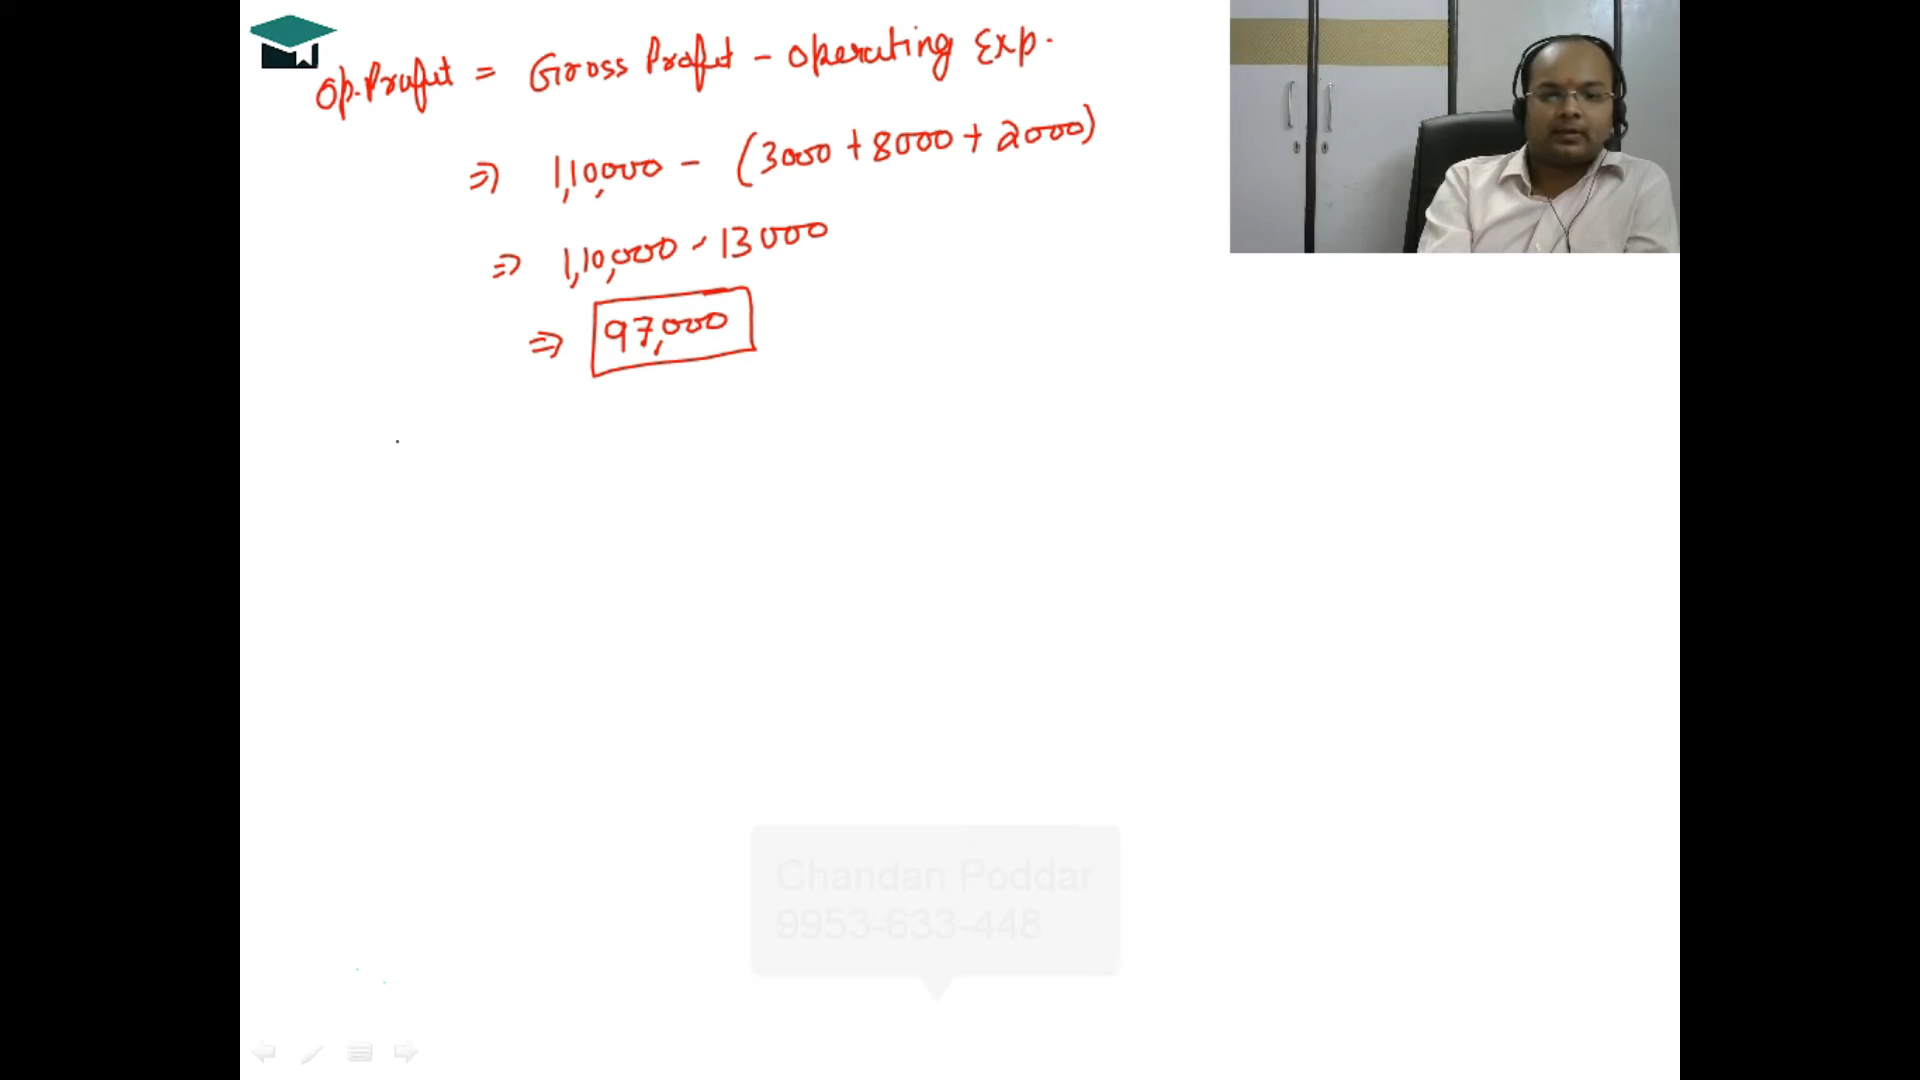 Op. Profit = Gross Profit - Operating Exp.
⇒ 1,10,000 - (3000 + 8000 + 2000)
⇒ 1,10,000 - 13000
⇒ 97,000
Chandan Poddar
9953-633-448